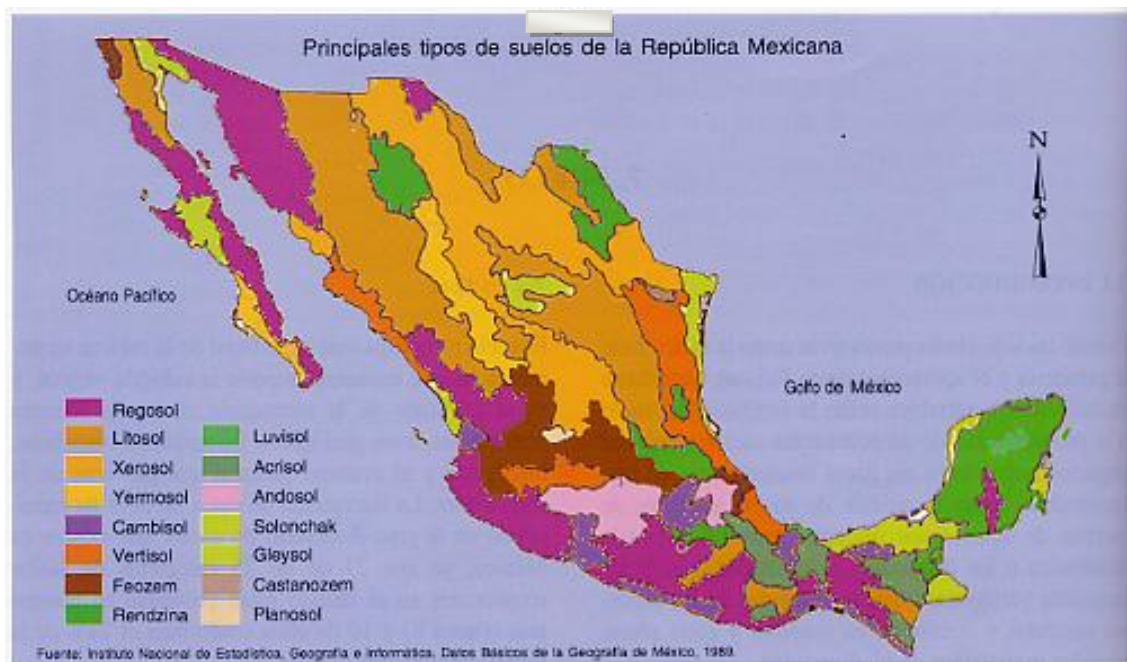 Principales tipos de suelos de la República Mexicana
N
Océano Pacífico
Golfo de México
Regosol
Litosol
Xerosol
Yermosol
Cambisol
Vertisol
Feozem
Rendzina
Luvisol
Acrisol
Andosol
Solonchak
Gleysol
Castanozem
Planosol
Fuente: Instituto Nacional de Estadística, Geografía e Informática, Datos Básicos de la Geografía de México, 1989.